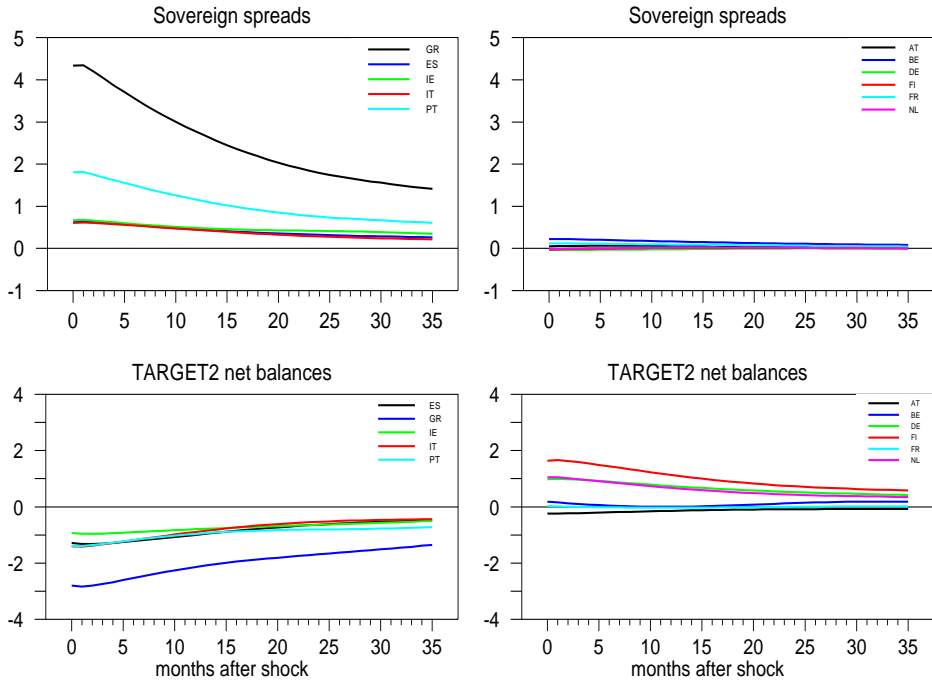 Sovereign spreads
5
4
3
2
1
0
-1
GR
ES
IE
IT
PT
0 5 10 15 20 25 30 35
Sovereign spreads
5
4
3
2
1
0
-1
AT
BE
DE
FI
FR
NL
0 5 10 15 20 25 30 35
TARGET2 net balances
4
2
0
-2
-4
ES
GR
IE
IT
PT
0 5 10 15 20 25 30 35
months after shock
TARGET2 net balances
4
2
0
-2
-4
AT
BE
DE
FI
FR
NL
0 5 10 15 20 25 30 35
months after shock